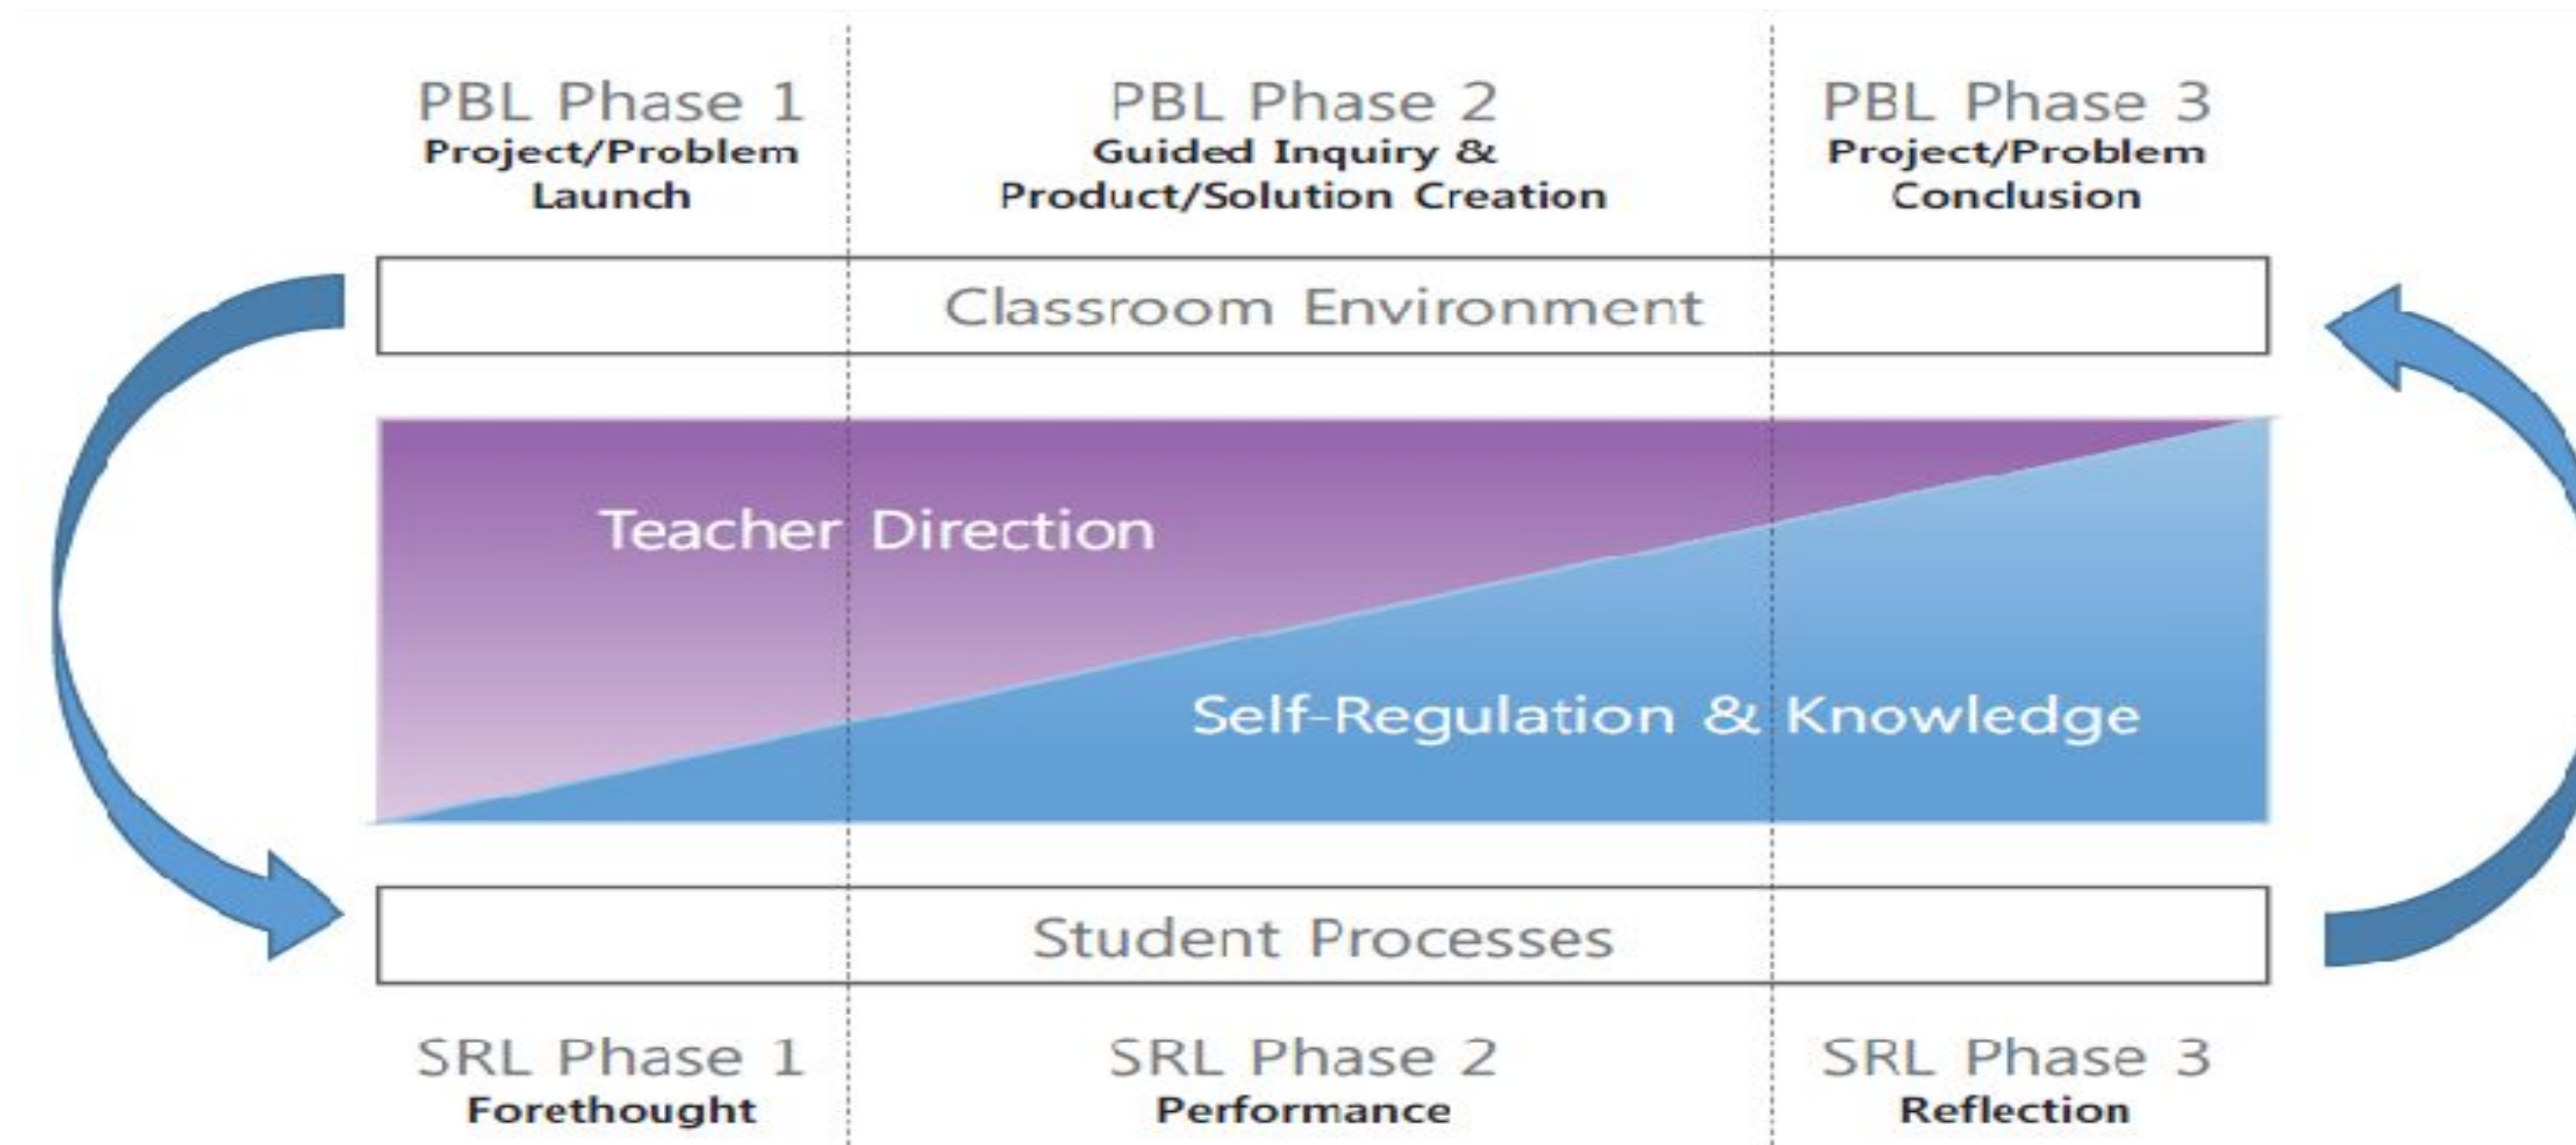 PBL Phase 1
Project/Problem
Launch
PBL Phase 2
Guided Inquiry &
Product/Solution Creation
PBL Phase 3
Project/Problem
Conclusion
Classroom Environment
Teacher Direction
Self-Regulation & Knowledge
Student Processes
SRL Phase 1
Forethought
SRL Phase 2
Performance
SRL Phase 3
Reflection